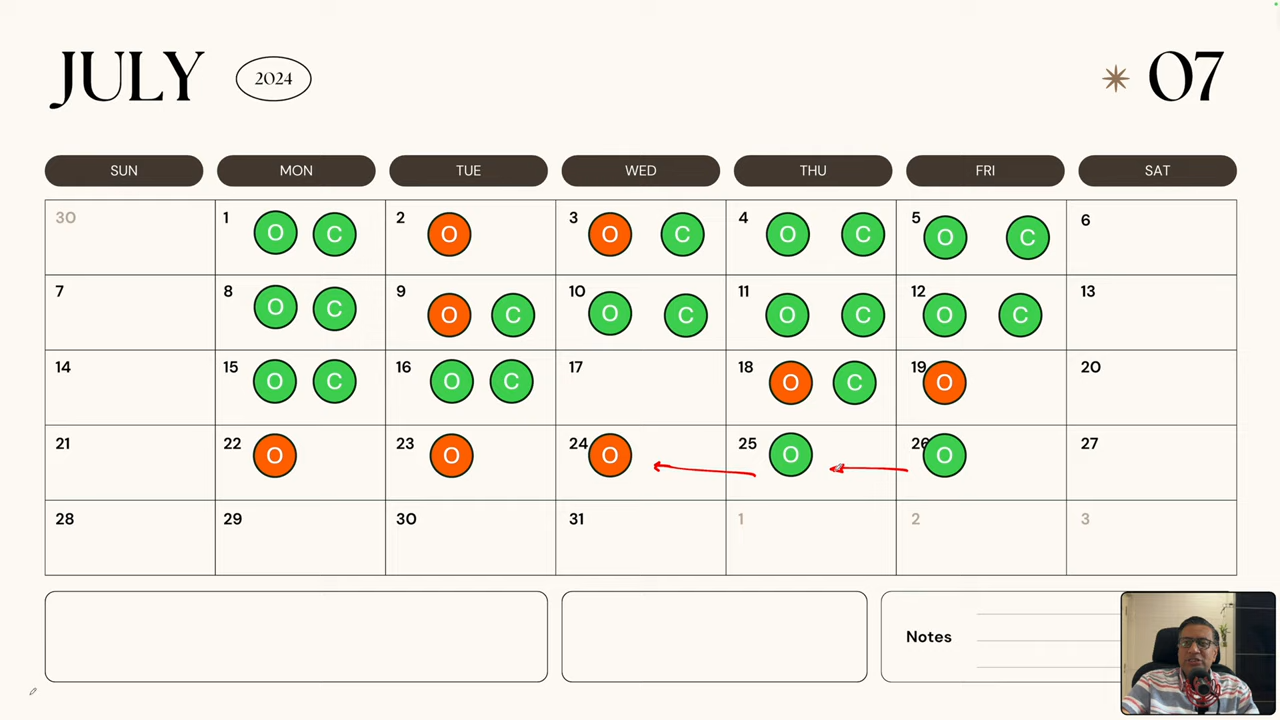 JULY 2024 07
SUN MON TUE WED THU FRI SAT
30 1 O C 2 O 3 O C 4 O C 5 O C 6
7 8 O C 9 O C 10 O C 11 O C 12 O C 13
14 15 O C 16 O C 17 18 O C 19 O 20
21 22 O 23 O 24 O 25 O 26 O 27
28 29 30 31 1 2 3
Notes